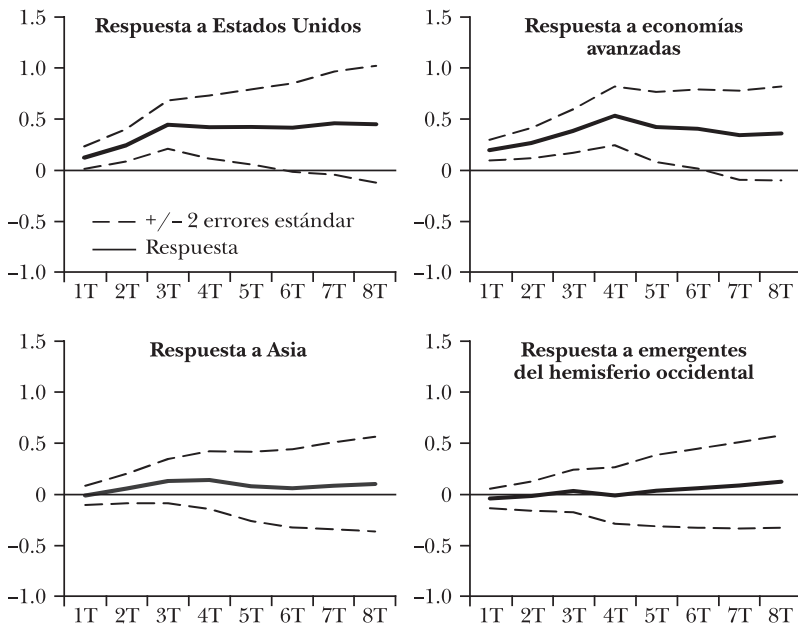 Respuesta a Estados Unidos
1.5
1.0
0.5
0
−0.5
−1.0
+/− 2 errores estándar
Respuesta
1T 2T 3T 4T 5T 6T 7T 8T
Respuesta a economías
avanzadas
1.5
1.0
0.5
0
−0.5
−1.0
1T 2T 3T 4T 5T 6T 7T 8T
Respuesta a Asia
1.5
1.0
0.5
0
−0.5
−1.0
1T 2T 3T 4T 5T 6T 7T 8T
Respuesta a emergentes
del hemisferio occidental
1.5
1.0
0.5
0
−0.5
−1.0
1T 2T 3T 4T 5T 6T 7T 8T